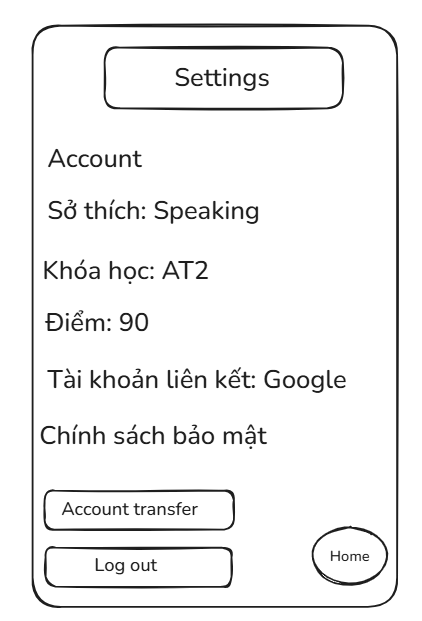 Settings
Account
Sở thích: Speaking
Khóa học: AT2
Điểm: 90
Tài khoản liên kết: Google
Chính sách bảo mật
Account transfer
Log out
Home